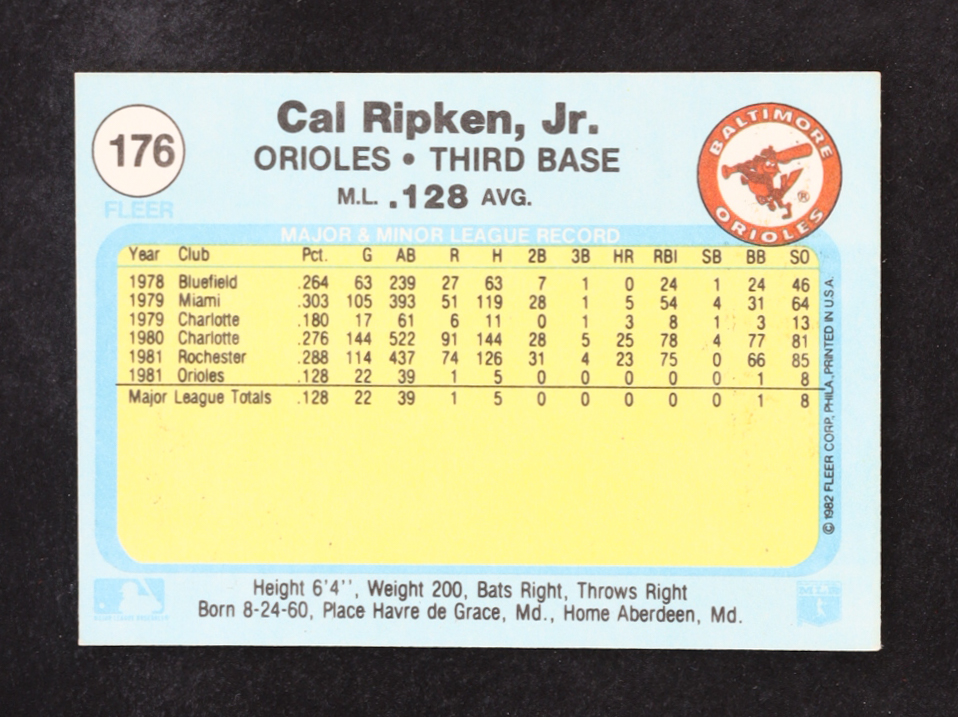 176
FLEER
Cal Ripken, Jr.
ORIOLES • THIRD BASE
M.L. .128 AVG.
BALTIMORE
ORIOLES
®
MAJOR & MINOR LEAGUE RECORD
Year Club Pct. G AB R H 2B 3B HR RBI SB BB SO
1978 Bluefield .264 63 239 27 63 7 1 0 24 1 24 46
1979 Miami .303 105 393 51 119 28 1 5 54 4 31 64
1979 Charlotte .180 17 61 6 11 0 1 3 8 1 3 13
1980 Charlotte .276 144 522 91 144 28 5 25 78 4 77 81
1981 Rochester .288 114 437 74 126 31 4 23 75 0 66 85
1981 Orioles .128 22 39 1 5 0 0 0 0 0 1 8
Major League Totals .128 22 39 1 5 0 0 0 0 0 1 8
© 1982 FLEER CORP., PHILA. PRINTED IN U.S.A.
Height 6'4'', Weight 200, Bats Right, Throws Right
Born 8-24-60, Place Havre de Grace, Md., Home Aberdeen, Md.